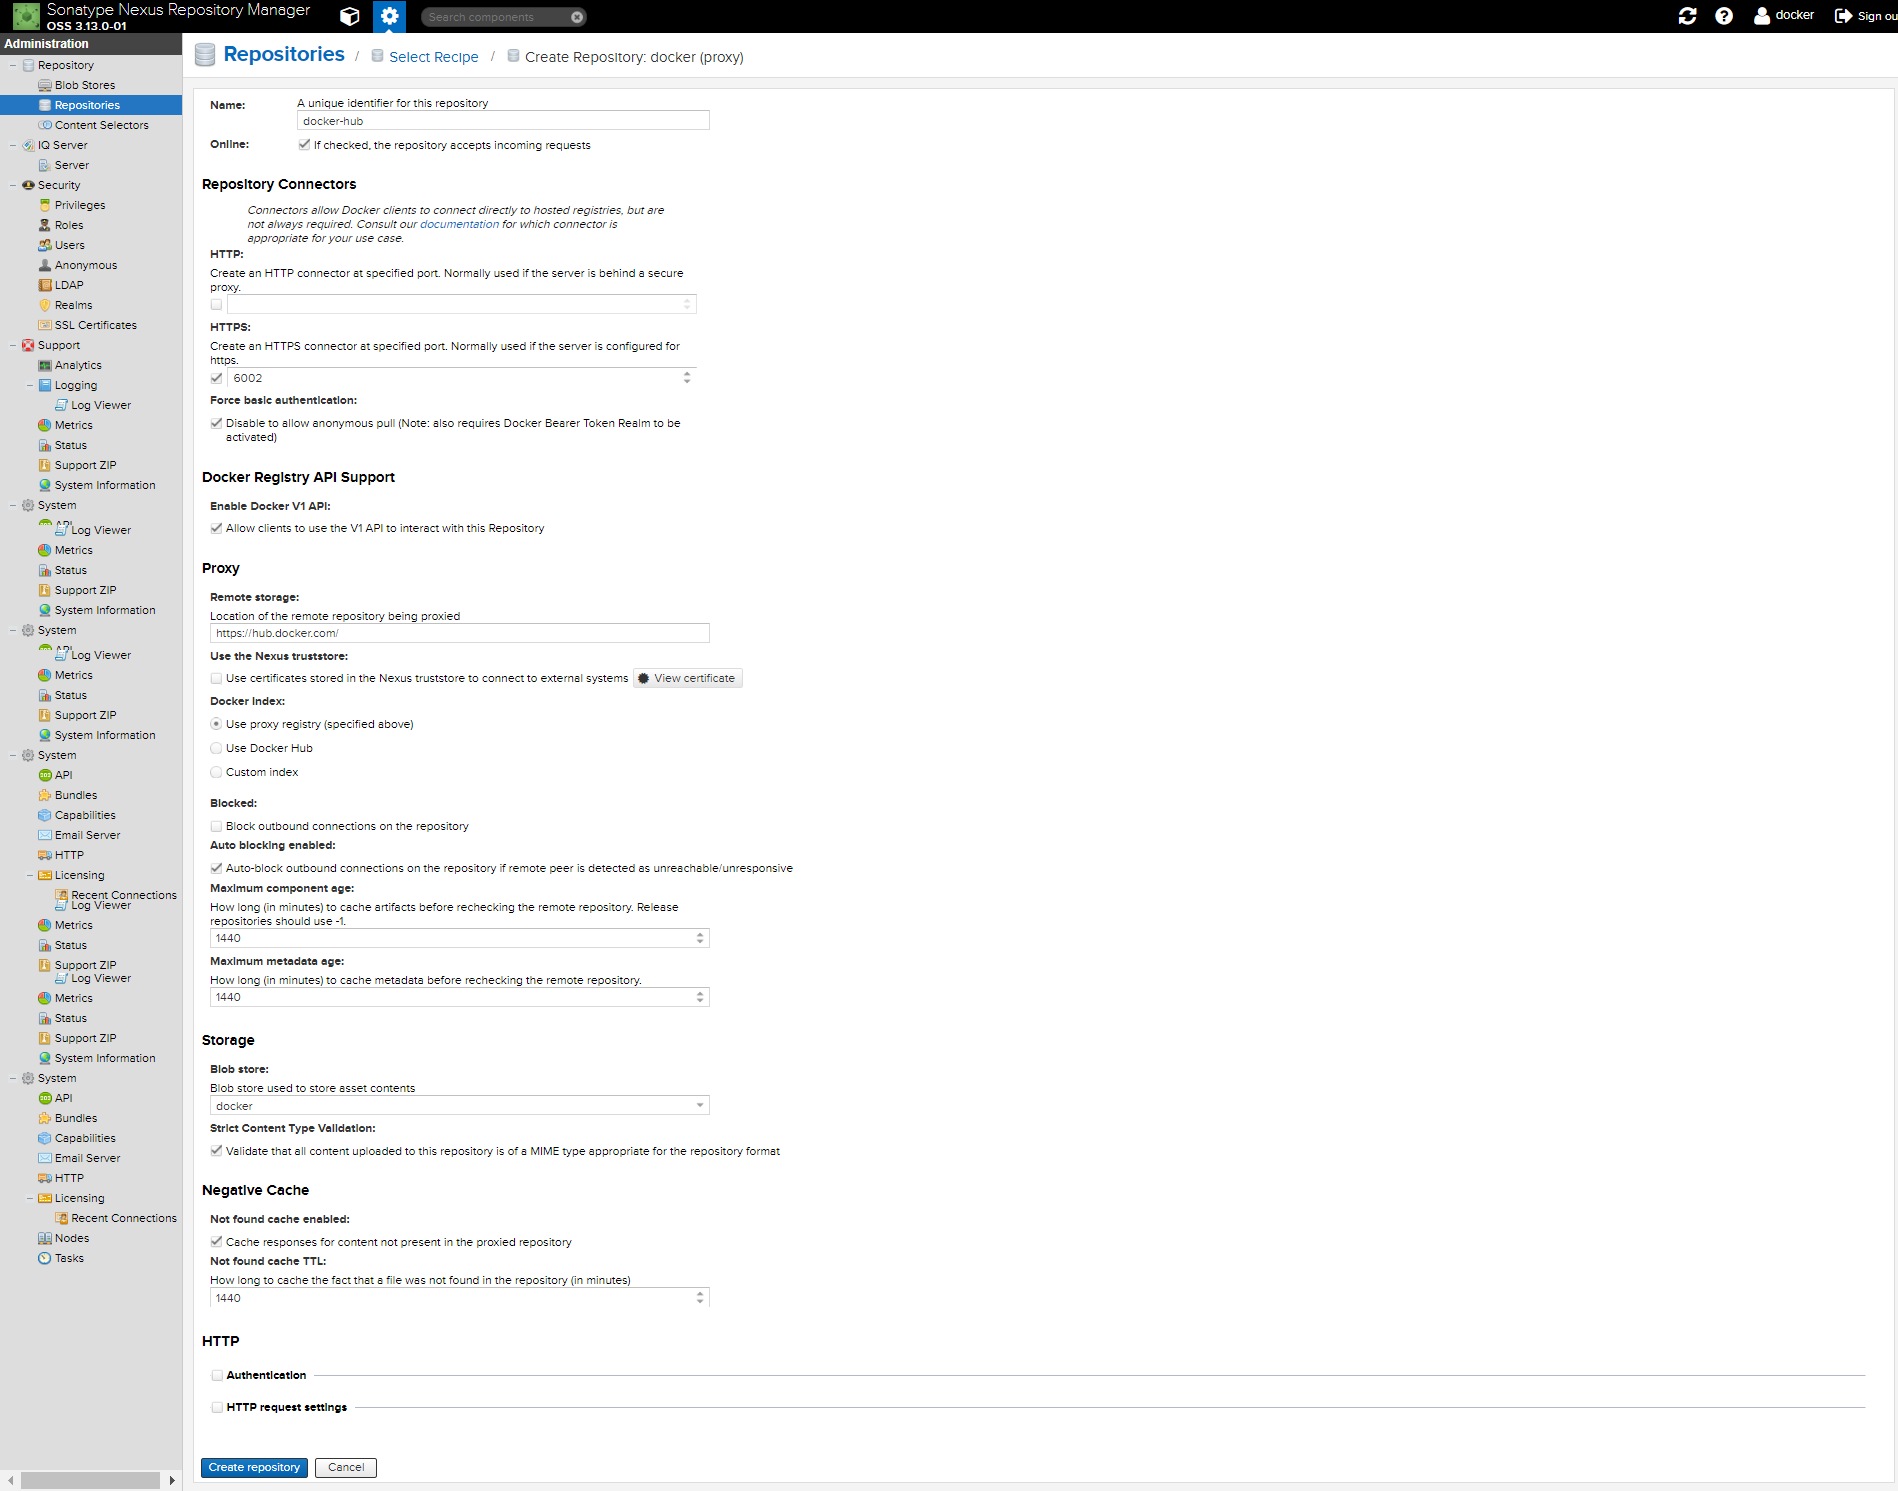 Sonatype Nexus Repository Manager
OSS 3.13.0-01
Search components
docker
Sign ou
Administration
Repository
Blob Stores
Repositories
Content Selectors
IQ Server
Server
Security
Privileges
Roles
Users
Anonymous
LDAP
Realms
SSL Certificates
Support
Analytics
Logging
Log Viewer
Metrics
Status
Support ZIP
System Information
System
API
Log Viewer
Metrics
Status
Support ZIP
System Information
System
API
Log Viewer
Metrics
Status
Support ZIP
System Information
System
API
Bundles
Capabilities
Email Server
HTTP
Licensing
Recent Connections
Log Viewer
Metrics
Status
Support ZIP
Log Viewer
Metrics
Status
Support ZIP
System Information
System
API
Bundles
Capabilities
Email Server
HTTP
Licensing
Recent Connections
Nodes
Tasks
Repositories / Select Recipe / Create Repository: docker (proxy)
Name:
A unique identifier for this repository
docker-hub
Online:
If checked, the repository accepts incoming requests
Repository Connectors
Connectors allow Docker clients to connect directly to hosted registries, but are
not always required. Consult our documentation for which connector is
appropriate for your use case.
HTTP:
Create an HTTP connector at specified port. Normally used if the server is behind a secure
proxy.
HTTPS:
Create an HTTPS connector at specified port. Normally used if the server is configured for
https.
6002
Force basic authentication:
Disable to allow anonymous pull (Note: also requires Docker Bearer Token Realm to be
activated)
Docker Registry API Support
Enable Docker V1 API:
Allow clients to use the V1 API to interact with this Repository
Proxy
Remote storage:
Location of the remote repository being proxied
https://hub.docker.com/
Use the Nexus truststore:
Use certificates stored in the Nexus truststore to connect to external systems
View certificate
Docker Index:
Use proxy registry (specified above)
Use Docker Hub
Custom index
Blocked:
Block outbound connections on the repository
Auto blocking enabled:
Auto-block outbound connections on the repository if remote peer is detected as unreachable/unresponsive
Maximum component age:
How long (in minutes) to cache artifacts before rechecking the remote repository. Release
repositories should use -1.
1440
Maximum metadata age:
How long (in minutes) to cache metadata before rechecking the remote repository.
1440
Storage
Blob store:
Blob store used to store asset contents
docker
Strict Content Type Validation:
Validate that all content uploaded to this repository is of a MIME type appropriate for the repository format
Negative Cache
Not found cache enabled:
Cache responses for content not present in the proxied repository
Not found cache TTL:
How long to cache the fact that a file was not found in the repository (in minutes)
1440
HTTP
Authentication
HTTP request settings
Create repository
Cancel